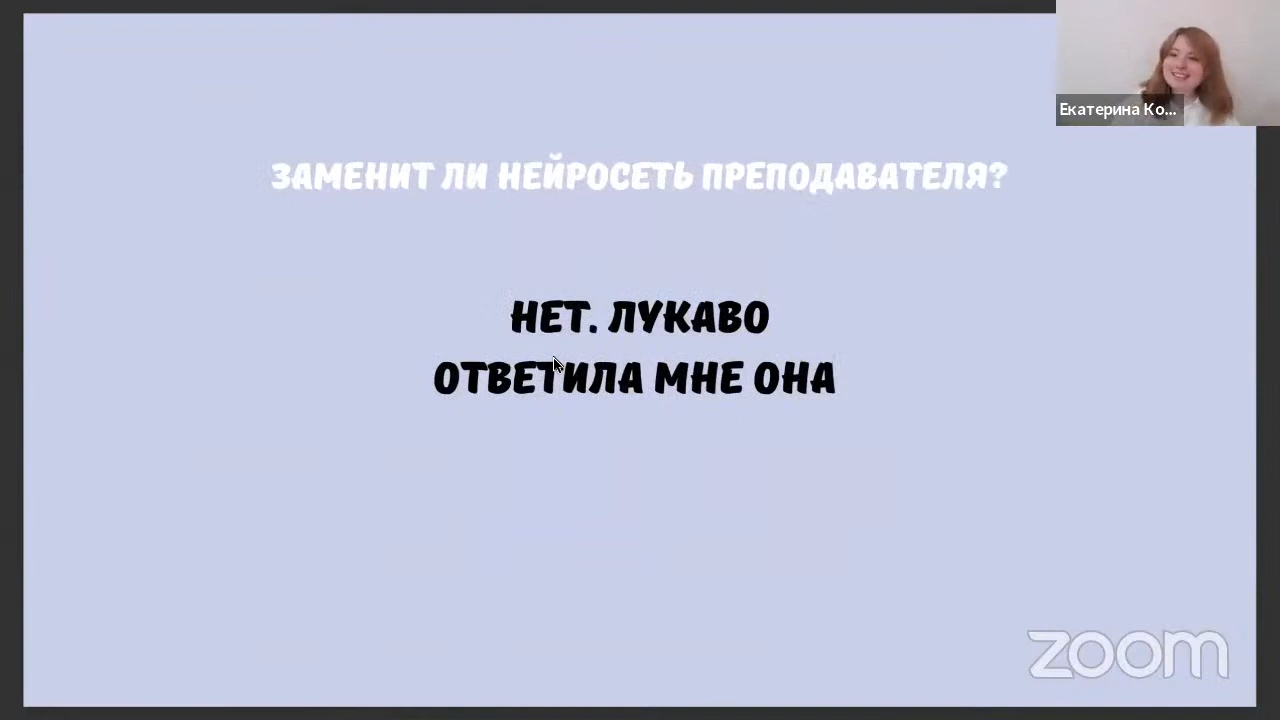 Екатерина Ко...
ЗАМЕНИТ ЛИ НЕЙРОСЕТЬ ПРЕПОДАВАТЕЛЯ?
НЕТ. ЛУКАВО
ОТВЕТИЛА МНЕ ОНА
zoom